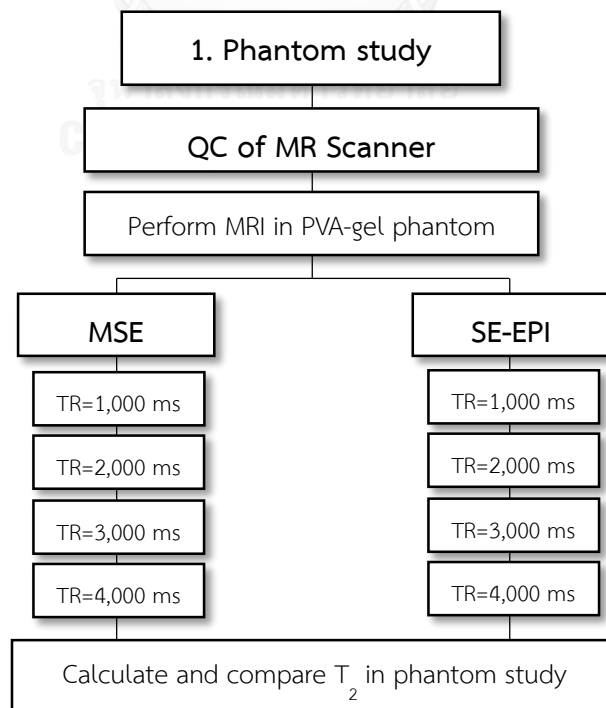 1. Phantom study
QC of MR Scanner
Perform MRI in PVA-gel phantom
MSE
SE-EPI
TR=1,000 ms
TR=1,000 ms
TR=2,000 ms
TR=2,000 ms
TR=3,000 ms
TR=3,000 ms
TR=4,000 ms
TR=4,000 ms
Calculate and compare T2 in phantom study